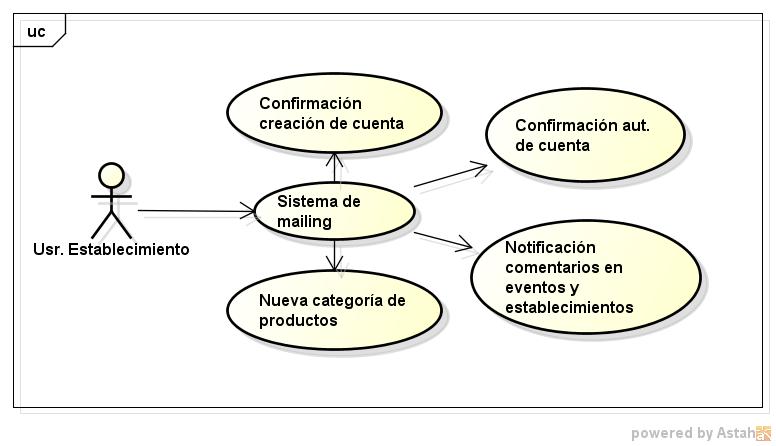 uc
Confirmación
creación de cuenta
Confirmación aut.
de cuenta
Sistema de
mailing
Usr. Establecimiento
Notificación
comentarios en
eventos y
establecimientos
Nueva categoría de
productos
powered by Astah